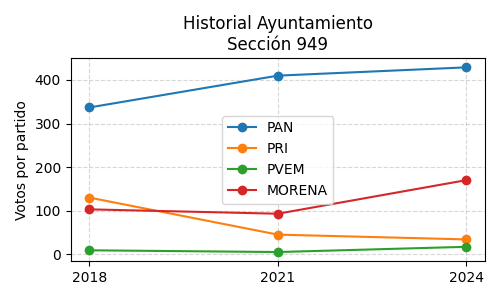 Historial Ayuntamiento
Sección 949
Votos por partido
400
300
200
100
0
PAN
PRI
PVEM
MORENA
2018
2021
2024